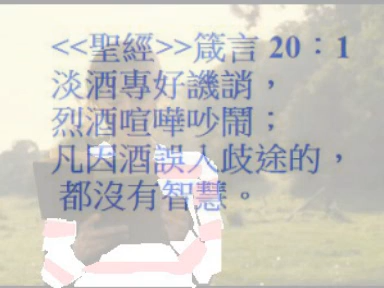 <<聖經>>箴言 20：1
淡酒專好譏誚，
烈酒喧嘩吵鬧；
凡因酒誤人歧途的，
都沒有智慧。